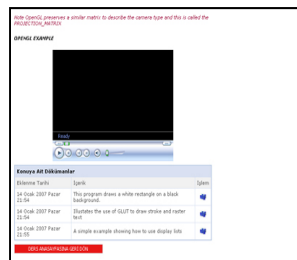 Note OpenGL preserves a similar matrix to describe the camera type and this is called the
PROJECTION_MATRIX
OPENGL EXAMPLE
Ready
Konuya Ait Dökümanlar
Eklenme Tarihi İçerik İşlem
14 Ocak 2007 Pazar
21:54
This program draws a white restangle on a black
background.
14 Ocak 2007 Pazar
21:54
Illustates the use of GLUT to draw stroke and raster
text
14 Ocak 2007 Pazar
21:55
A simple example showing how to use display lists
DERS ANASAYFASINA GERİ DÖN